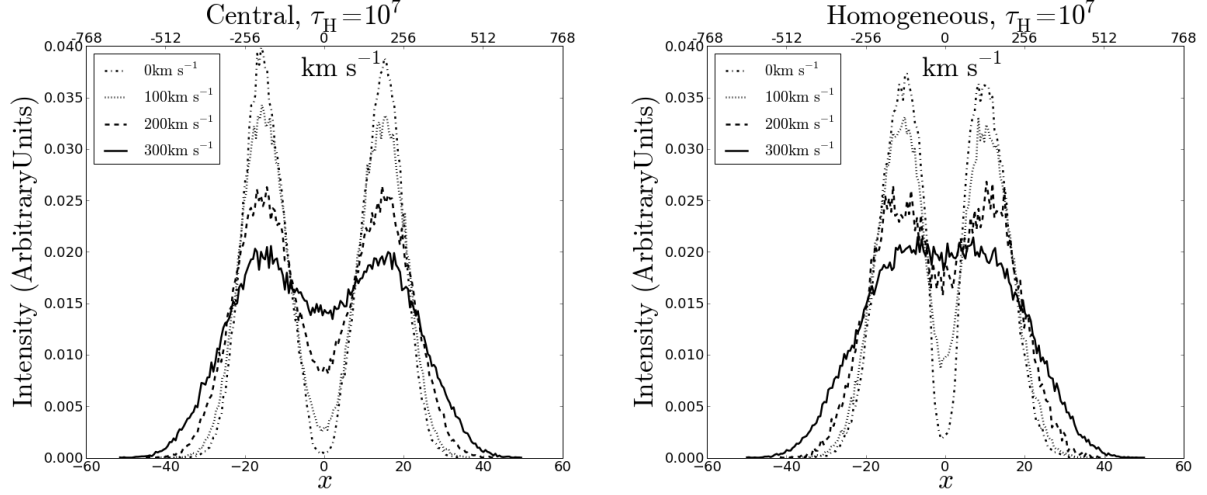 Central, τ_H=10^7
-768 -512 -256 0 256 512 768
km s⁻¹
0km s⁻¹
100km s⁻¹
200km s⁻¹
300km s⁻¹
Intensity (ArbitraryUnits)
0.040
0.035
0.030
0.025
0.020
0.015
0.010
0.005
0.000
−60 −40 −20 0 20 40 60
x
Homogeneous, τ_H=10^7
-768 -512 -256 0 256 512 768
km s⁻¹
0km s⁻¹
100km s⁻¹
200km s⁻¹
300km s⁻¹
Intensity (ArbitraryUnits)
0.040
0.035
0.030
0.025
0.020
0.015
0.010
0.005
0.000
−60 −40 −20 0 20 40 60
x